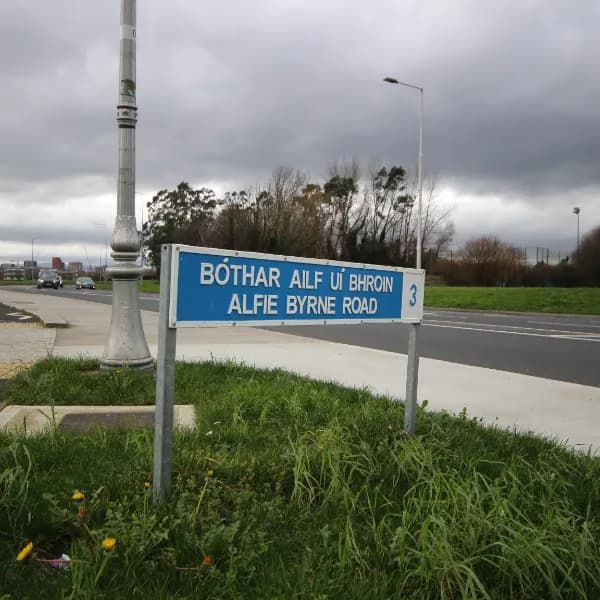 BÓTHAR AILF UÍ BHROIN
ALFIE BYRNE ROAD
3